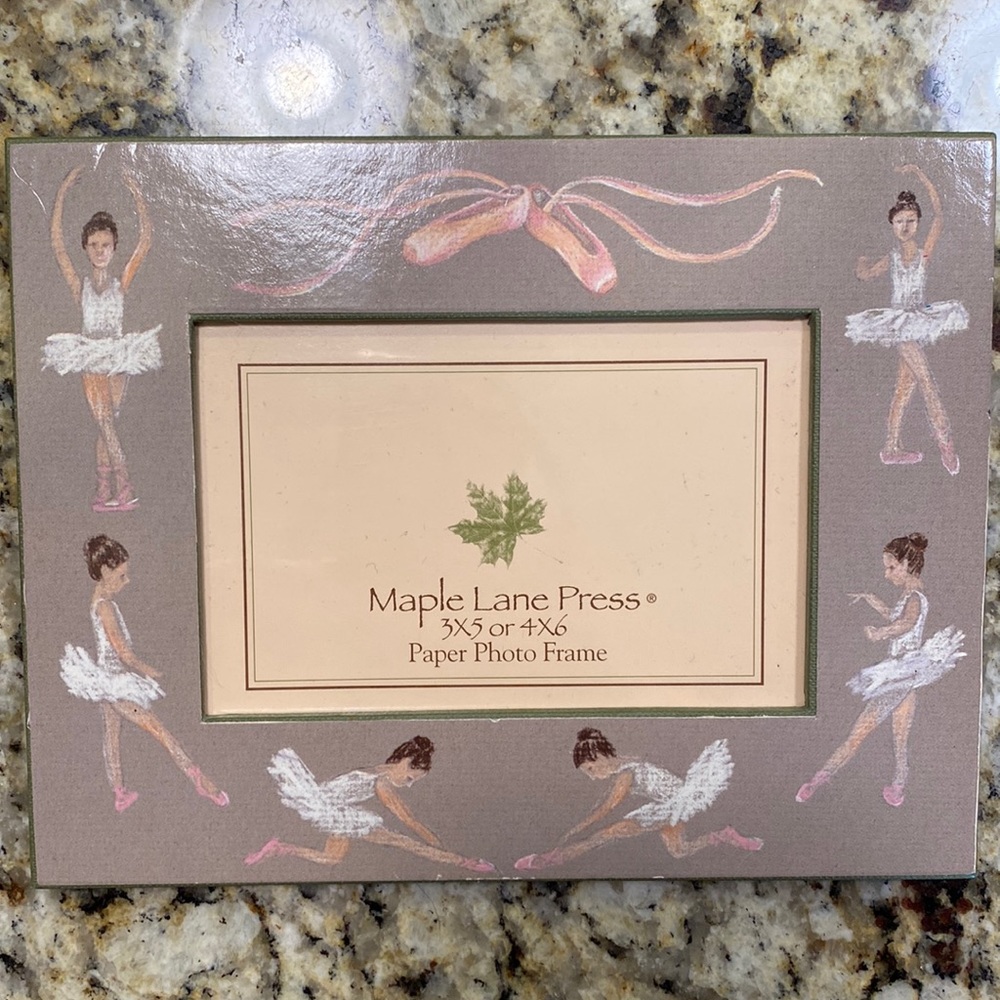 Maple Lane Press®
3X5 or 4X6
Paper Photo Frame